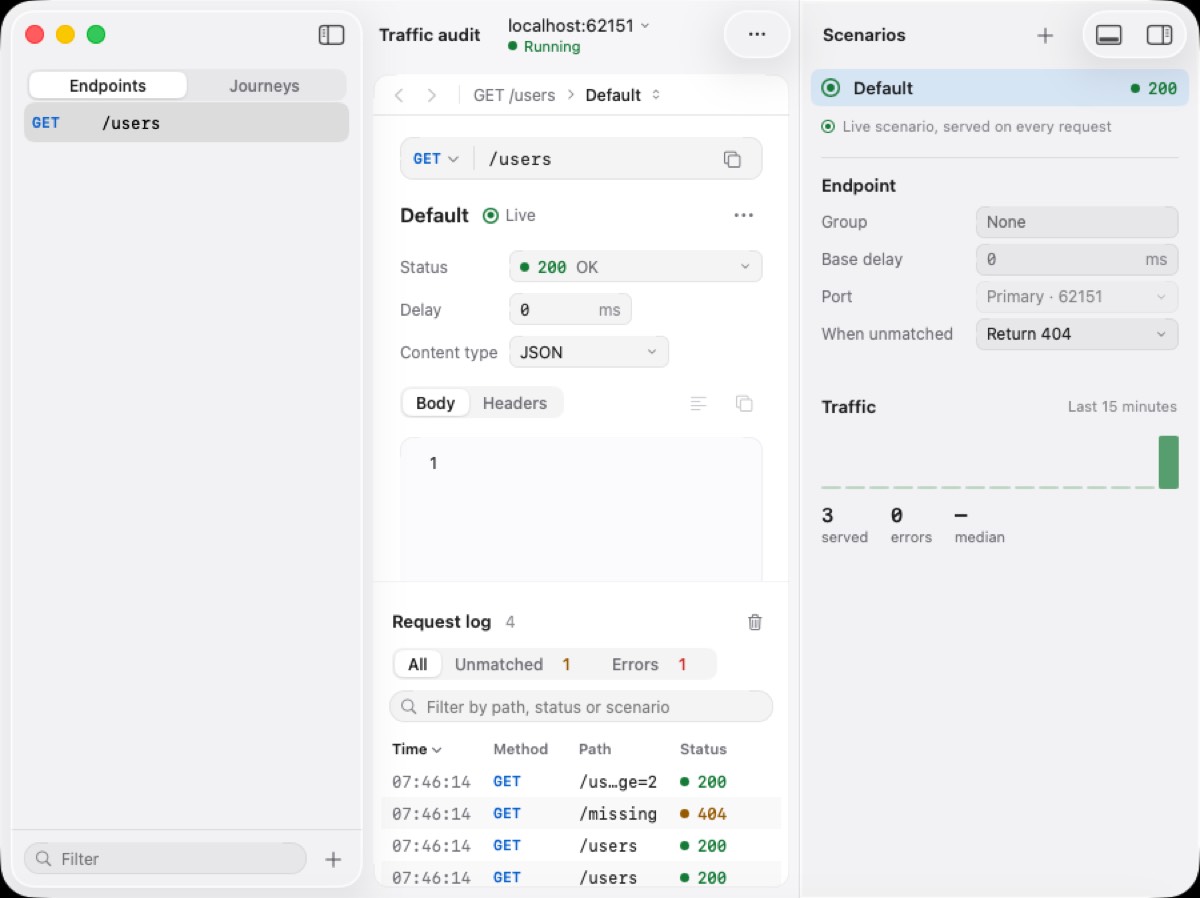 Endpoints
Journeys
GET /users
Filter
Traffic audit
localhost:62151
Running
GET /users
Default
GET /users
Default Live
Status 200 OK
Delay 0 ms
Content type JSON
Body Headers
1
Request log 4
All Unmatched 1 Errors 1
Filter by path, status or scenario
Time Method Path Status
07:46:14 GET /us…ge=2 200
07:46:14 GET /missing 404
07:46:14 GET /users 200
07:46:14 GET /users 200
Scenarios
Default 200
Live scenario, served on every request
Endpoint
Group None
Base delay 0 ms
Port Primary · 62151
When unmatched Return 404
Traffic Last 15 minutes
3 0 –
served errors median